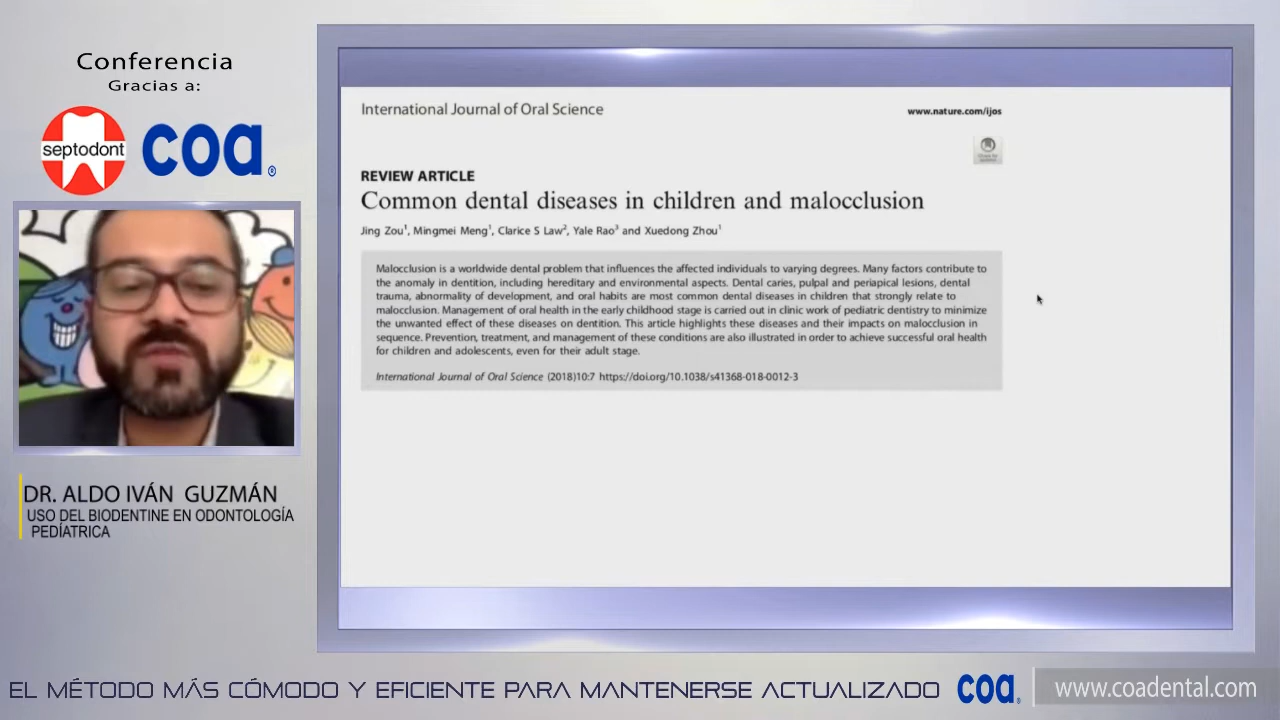 Conferencia
Gracias a:
septodont
coa®
DR. ALDO IVÁN GUZMÁN
USO DEL BIODENTINE EN ODONTOLOGÍA
PEDÍATRICA
International Journal of Oral Science
www.nature.com/ijos
REVIEW ARTICLE
Common dental diseases in children and malocclusion
Jing Zou¹, Mingmei Meng¹, Clarice S Law², Yale Rao³ and Xuedong Zhou¹
Malocclusion is a worldwide dental problem that influences the affected individuals to varying degrees. Many factors contribute to
the anomaly in dentition, including hereditary and environmental aspects. Dental caries, pulpal and periapical lesions, dental
trauma, abnormality of development, and oral habits are most common dental diseases in children that strongly relate to
malocclusion. Management of oral health in the early childhood stage is carried out in clinic work of pediatric dentistry to minimize
the unwanted effect of these diseases on dentition. This article highlights these diseases and their impacts on malocclusion in
sequence. Prevention, treatment, and management of these conditions are also illustrated in order to achieve successful oral health
for children and adolescents, even for their adult stage.
International Journal of Oral Science (2018)10:7 https://doi.org/10.1038/s41368-018-0012-3
EL MÉTODO MÁS CÓMODO Y EFICIENTE PARA MANTENERSE ACTUALIZADO
coa®
www.coadental.com